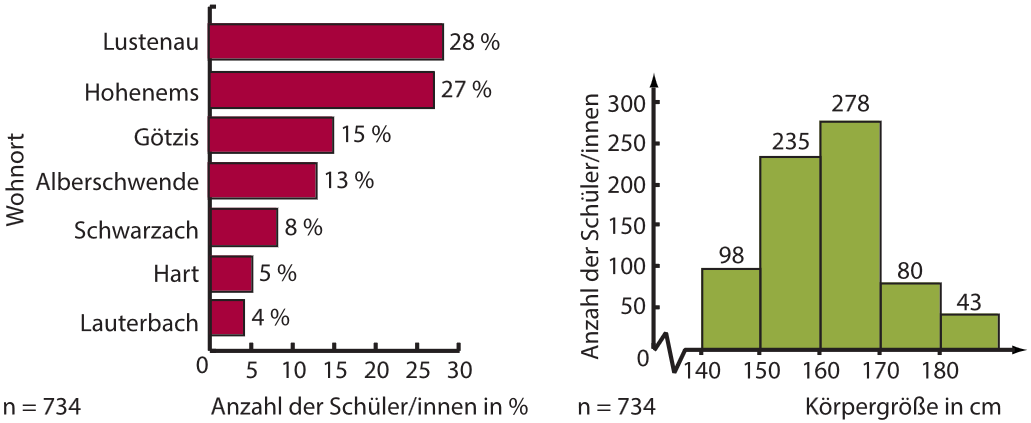 Wohnort
Lustenau 28 %
Hohenems 27 %
Götzis 15 %
Alberschwende 13 %
Schwarzach 8 %
Hart 5 %
Lauterbach 4 %
0 5 10 15 20 25 30
n = 734 Anzahl der Schüler/innen in %
Anzahl der Schüler/innen
300
250
200
150
100
50
0
98 235 278 80 43
140 150 160 170 180
n = 734 Körpergröße in cm